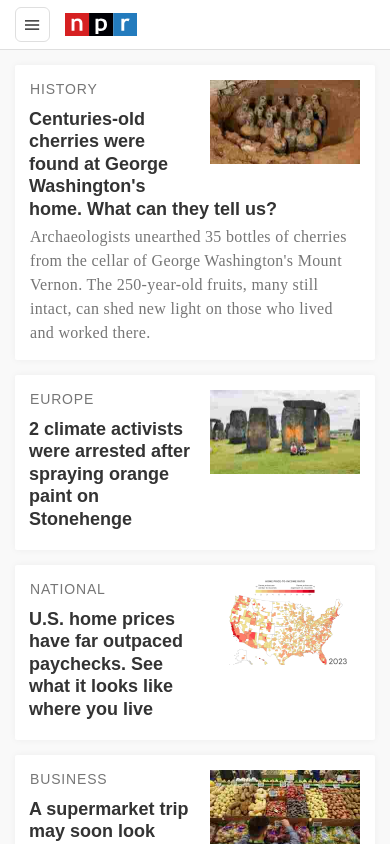 npr
HISTORY
Centuries-old
cherries were
found at George
Washington's
home. What can they tell us?
Archaeologists unearthed 35 bottles of cherries
from the cellar of George Washington's Mount
Vernon. The 250-year-old fruits, many still
intact, can shed new light on those who lived
and worked there.
EUROPE
2 climate activists
were arrested after
spraying orange
paint on
Stonehenge
NATIONAL
U.S. home prices
have far outpaced
paychecks. See
what it looks like
where you live
2023
BUSINESS
A supermarket trip
may soon look